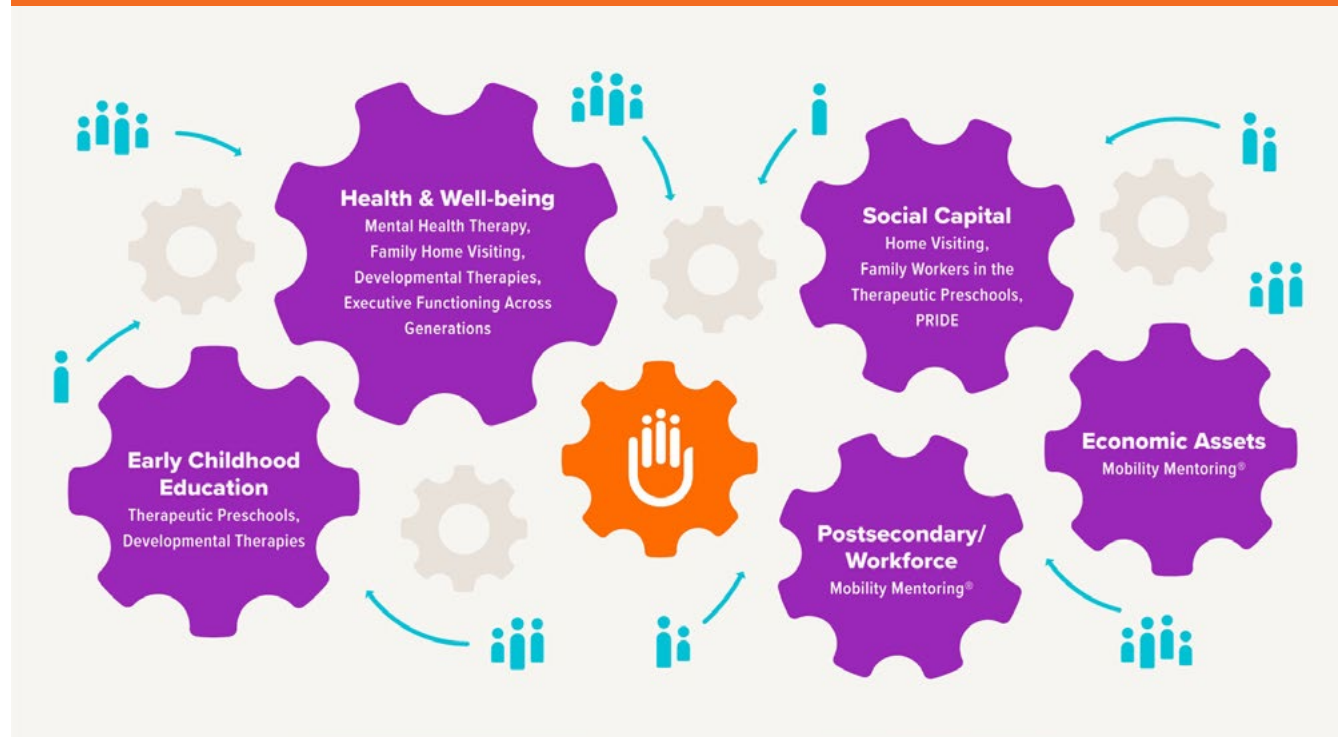 Health & Well-being
Mental Health Therapy,
Family Home Visiting,
Developmental Therapies,
Executive Functioning Across
Generations
Social Capital
Home Visiting,
Family Workers in the
Therapeutic Preschools,
PRIDE
Early Childhood
Education
Therapeutic Preschools,
Developmental Therapies
Postsecondary/
Workforce
Mobility Mentoring®
Economic Assets
Mobility Mentoring®